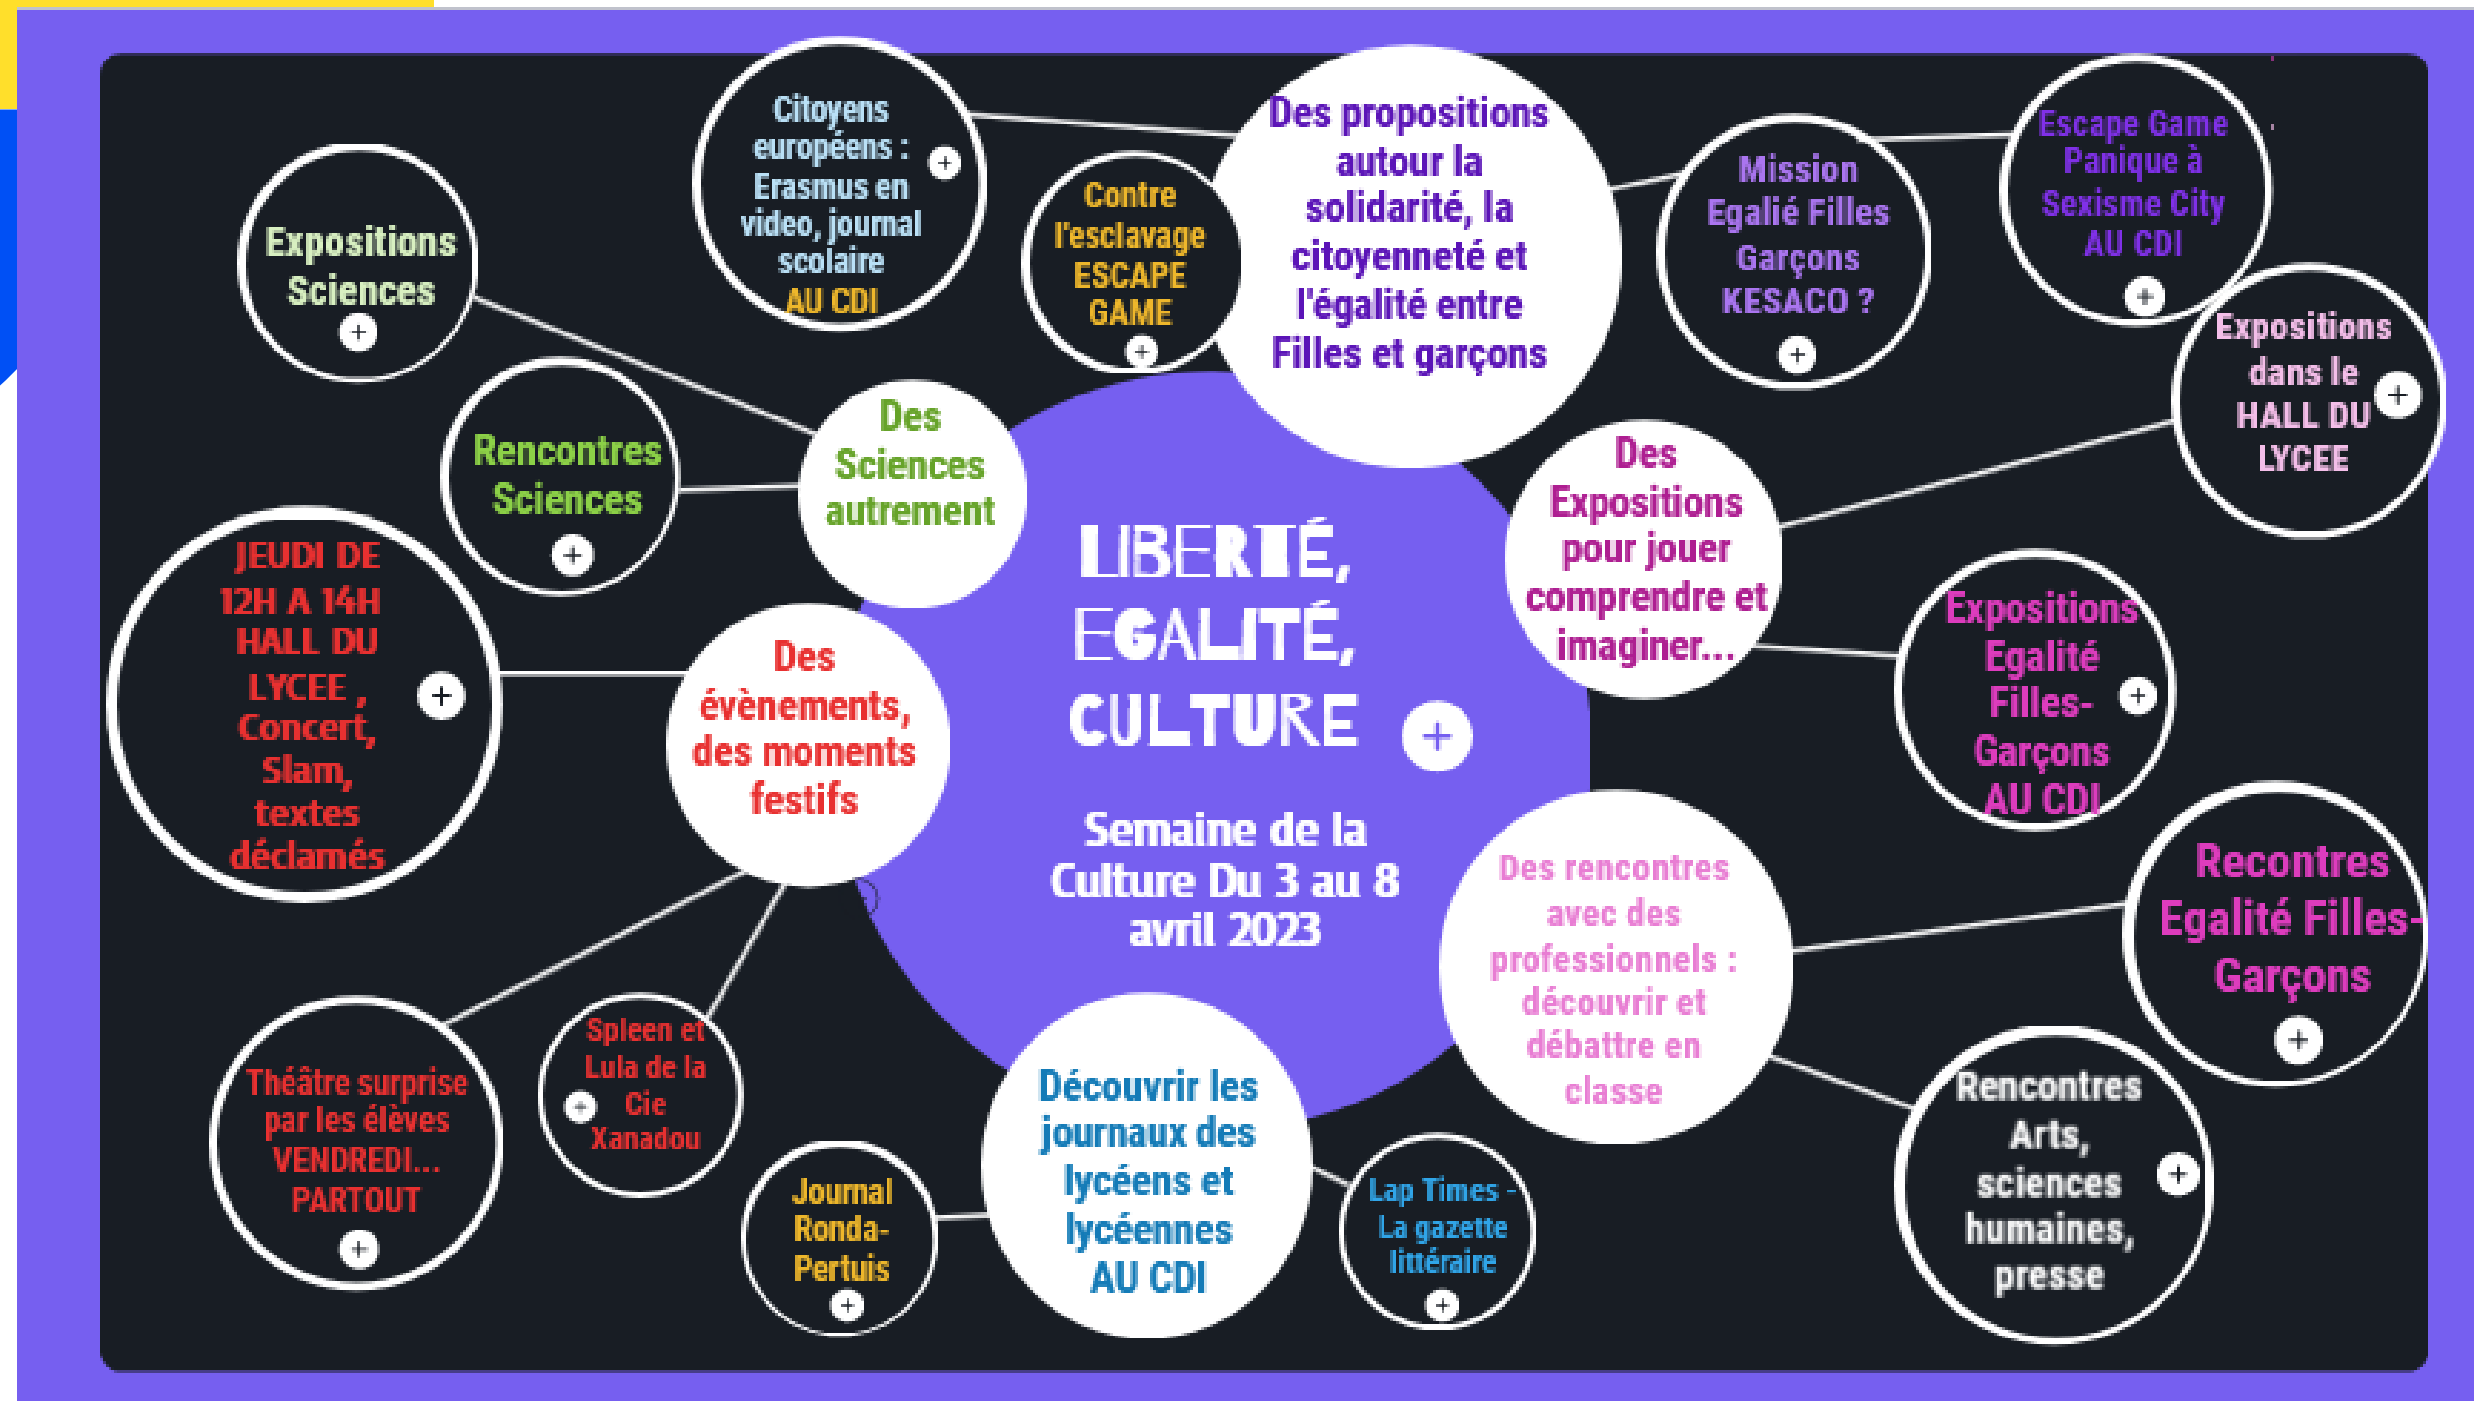 Citoyens
européens :
Erasmus en
video, journal
scolaire
AU CDI
Contre
l'esclavage
ESCAPE
GAME
Des propositions
autour la
solidarité, la
citoyenneté et
l'égalité entre
Filles et garçons
Mission
Egalié Filles
Garçons
KESACO ?
Escape Game
Panique à
Sexisme City
AU CDI
Expositions
Sciences
Rencontres
Sciences
Des
Sciences
autrement
Expositions
dans le
HALL DU
LYCEE
Des
Expositions
pour jouer
comprendre et
imaginer...
Expositions
Egalité
Filles-
Garçons
AU CDI
JEUDI DE
12H A 14H
HALL DU
LYCEE ,
Concert,
Slam,
textes
déclamés
Des
évènements,
des moments
festifs
LIBERTÉ,
EGALITÉ,
CULTURE
Semaine de la
Culture Du 3 au 8
avril 2023
Des rencontres
avec des
professionnels :
découvrir et
débattre en
classe
Recontres
Egalité Filles-
Garçons
Rencontres
Arts,
sciences
humaines,
presse
Théâtre surprise
par les élèves
VENDREDI...
PARTOUT
Spleen et
Lula de la
Cie
Xanadou
Journal
Ronda-
Pertuis
Découvrir les
journaux des
lycéens et
lycéennes
AU CDI
Lap Times -
La gazette
littéraire